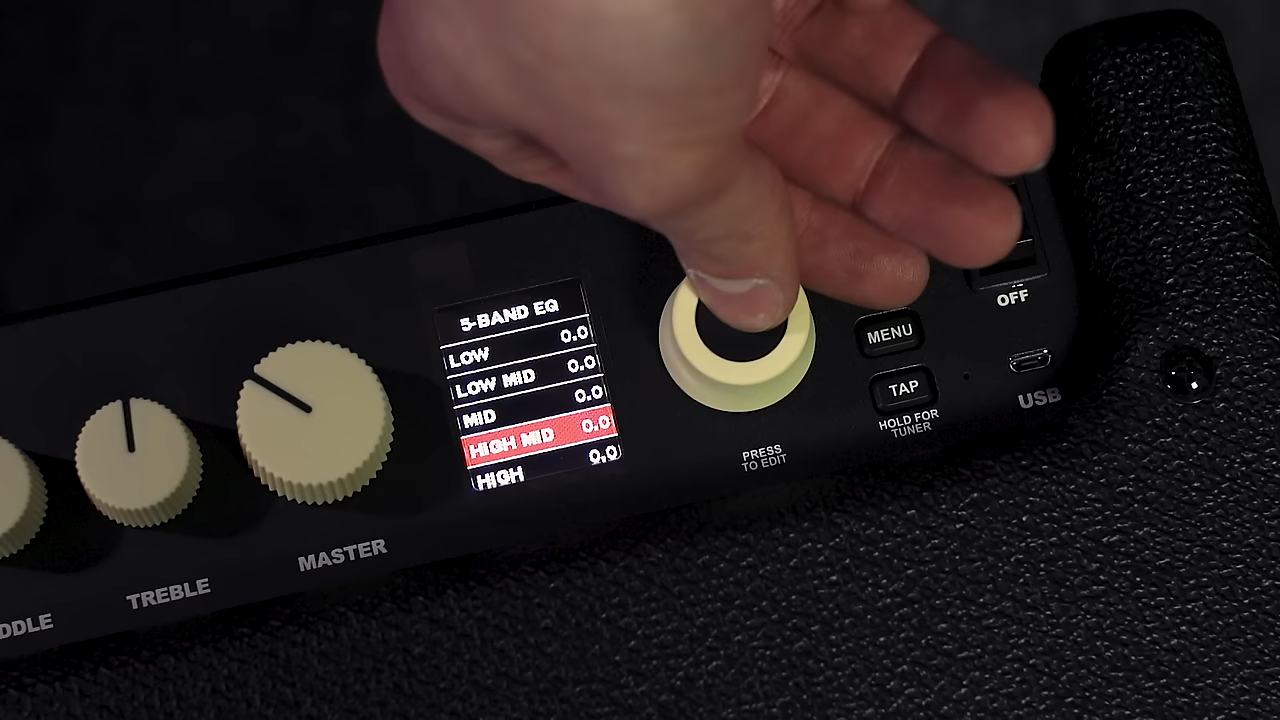 5-BAND EQ
LOW 0.0
LOW MID 0.0
MID 0.0
HIGH MID 0.0
HIGH 0.0
PRESS
TO EDIT
MENU
TAP
HOLD FOR
TUNER
OFF
USB
MASTER
TREBLE
DDLE